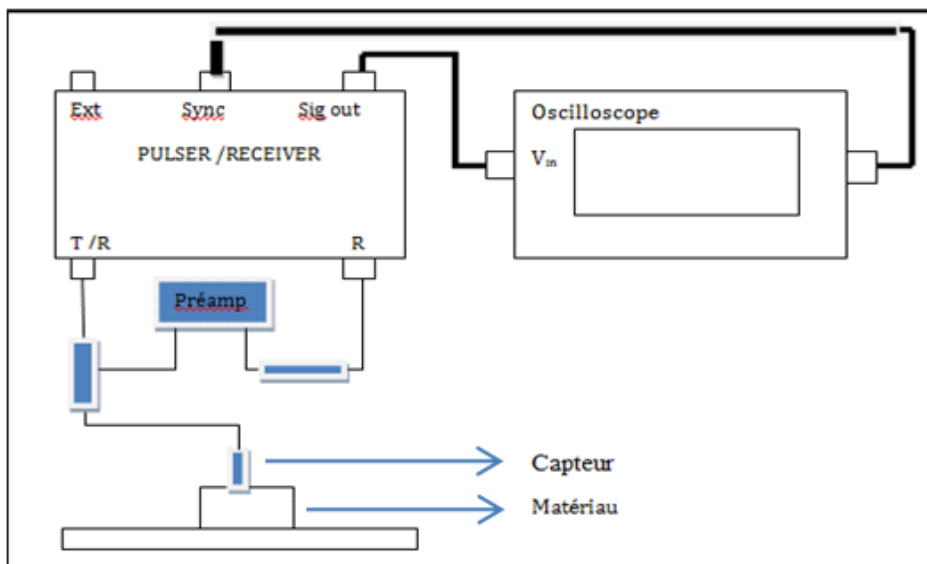 Ext Sync Sig out
PULSER /RECEIVER
T /R R
Oscilloscope
Vin
Préamp
Capteur
Matériau